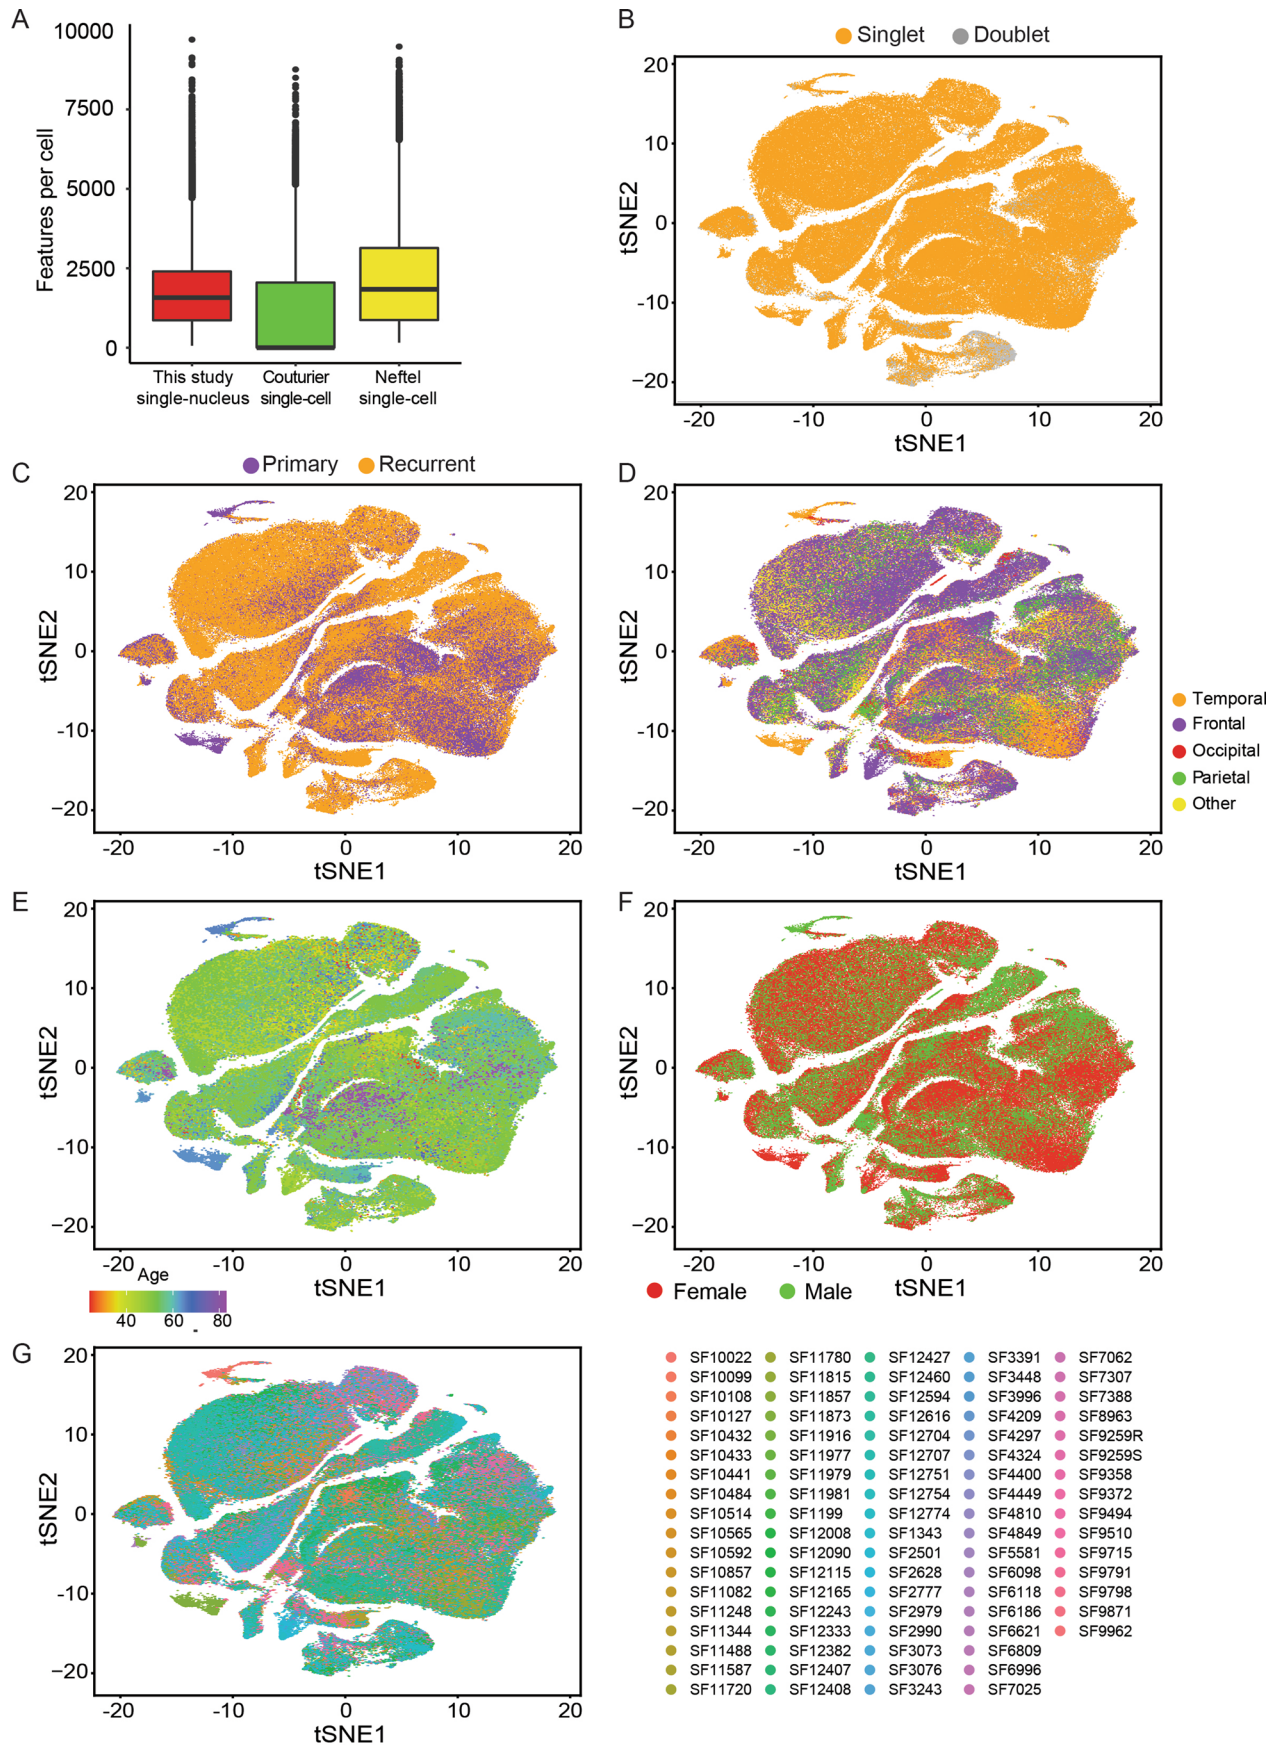 A
10000
7500
5000
2500
0
Features per cell
This study
single-nucleus
Couturier
single-cell
Neftel
single-cell
B
Singlet
Doublet
20
10
0
−10
−20
tSNE2
-20
-10
0
10
20
tSNE1
C
Primary
Recurrent
20
10
0
-10
−20
tSNE2
-20
-10
0
10
20
tSNE1
D
20
10
0
-10
−20
tSNE2
-20
-10
0
10
20
tSNE1
Temporal
Frontal
Occipital
Parietal
Other
E
20
10
0
-10
−20
tSNE2
-20
-10
0
10
20
tSNE1
Age
40
60
80
F
20
10
0
-10
−20
tSNE2
-20
-10
0
10
20
tSNE1
Female
Male
G
20
10
0
-10
−20
tSNE2
-20
-10
0
10
20
tSNE1
SF10022
SF10099
SF10108
SF10127
SF10432
SF10433
SF10441
SF10484
SF10514
SF10565
SF10592
SF10857
SF11082
SF11248
SF11344
SF11488
SF11587
SF11720
SF11780
SF11815
SF11857
SF11873
SF11916
SF11977
SF11979
SF11981
SF1199
SF12008
SF12090
SF12115
SF12165
SF12243
SF12333
SF12382
SF12407
SF12408
SF12427
SF12460
SF12594
SF12616
SF12704
SF12707
SF12751
SF12754
SF12774
SF1343
SF2501
SF2628
SF2777
SF2979
SF2990
SF3073
SF3076
SF3243
SF3391
SF3448
SF3996
SF4209
SF4297
SF4324
SF4400
SF4449
SF4810
SF4849
SF5581
SF6098
SF6118
SF6186
SF6621
SF6809
SF6996
SF7025
SF7062
SF7307
SF7388
SF8963
SF9259R
SF9259S
SF9358
SF9372
SF9494
SF9510
SF9715
SF9791
SF9798
SF9871
SF9962